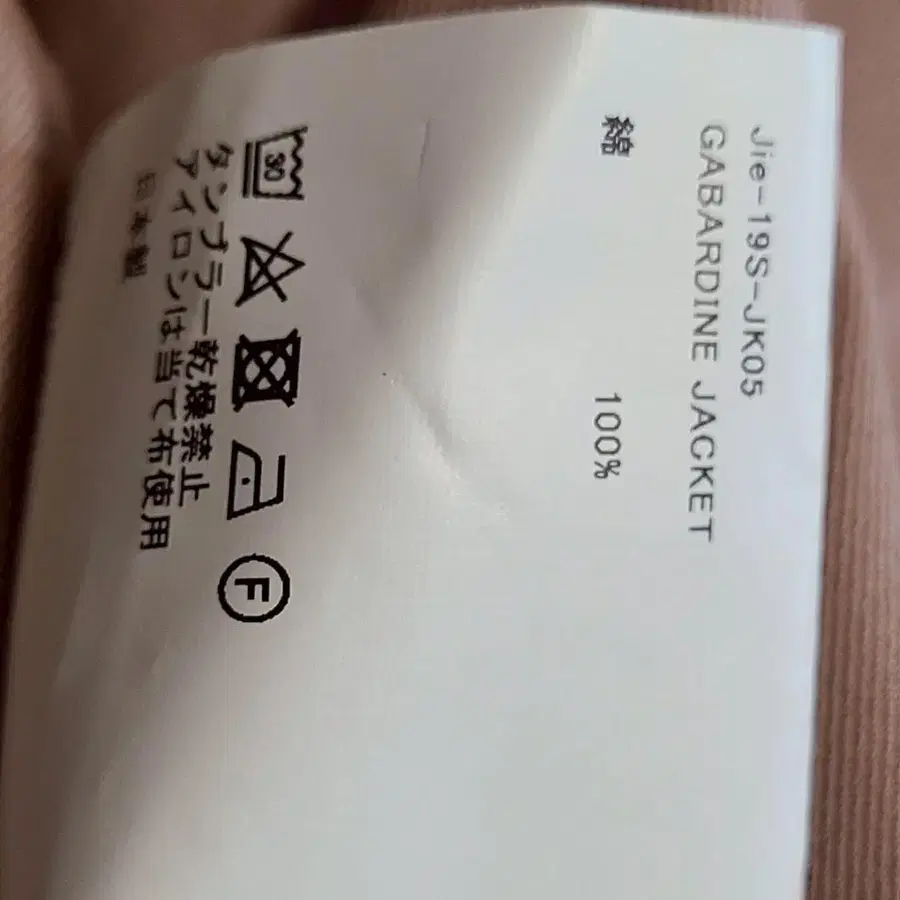 Jie-19S-JK05
GABARDINE JACKET
綿 100%
30
F
タンブラー乾燥禁止
アイロンは当て布使用
日本製